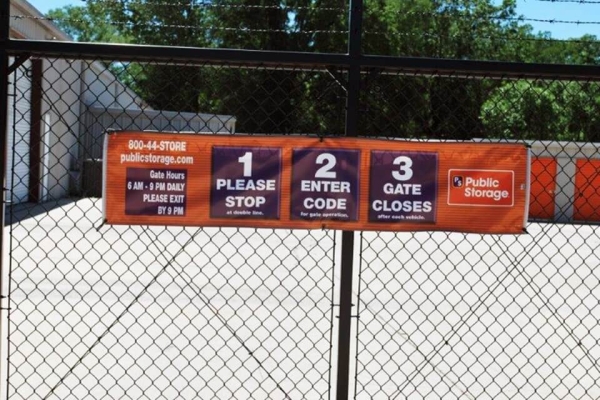 800-44-STORE
publicstorage.com
Gate Hours
6 AM - 9 PM DAILY
PLEASE EXIT
BY 9 PM
1
PLEASE
STOP
at double line.
2
ENTER
CODE
for gate operation.
3
GATE
CLOSES
after each vehicle.
PS Public
Storage